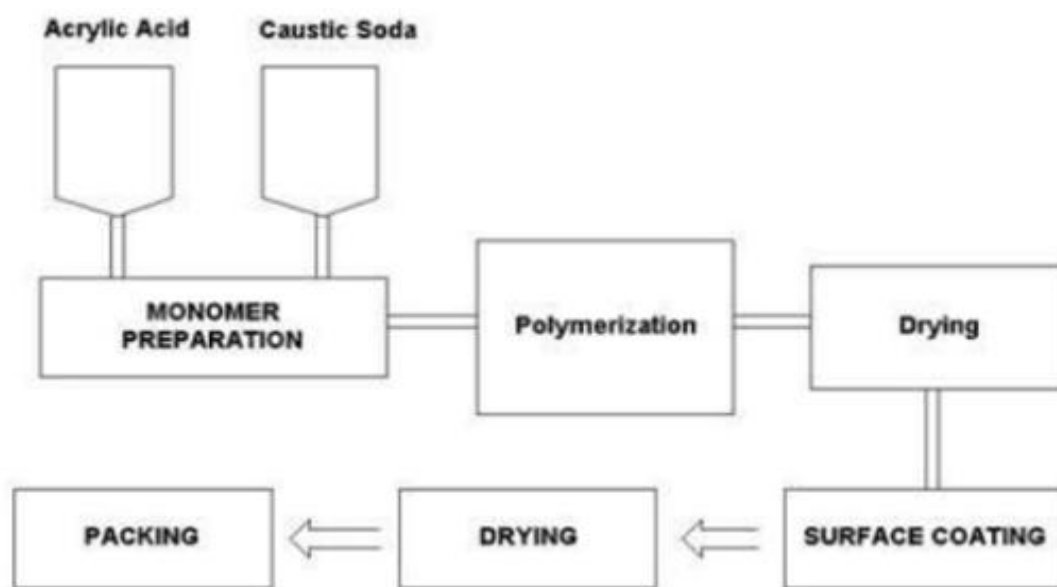 Acrylic Acid
Caustic Soda
MONOMER
PREPARATION
Polymerization
Drying
SURFACE COATING
DRYING
PACKING